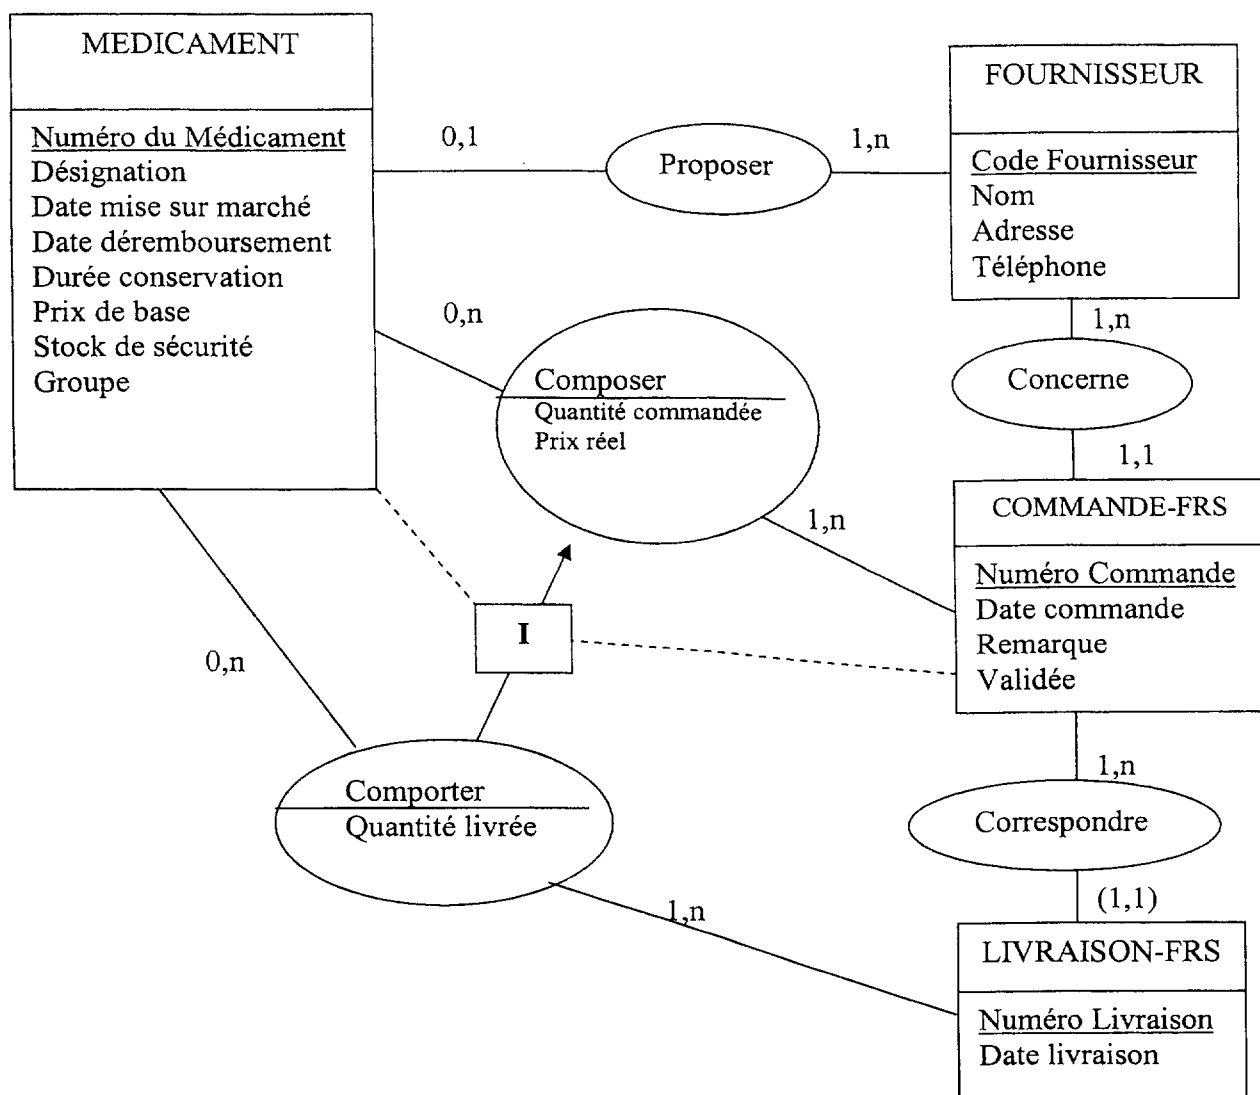 MEDICAMENT
Numéro du Médicament
Désignation
Date mise sur marché
Date déremboursement
Durée conservation
Prix de base
Stock de sécurité
Groupe
0,1
Proposer
1,n
FOURNISSEUR
Code Fournisseur
Nom
Adresse
Téléphone
1,n
Concerne
1,1
0,n
Composer
Quantité commandée
Prix réel
1,n
COMMANDE-FRS
Numéro Commande
Date commande
Remarque
Validée
I
0,n
Comporter
Quantité livrée
1,n
1,n
Correspondre
(1,1)
LIVRAISON-FRS
Numéro Livraison
Date livraison